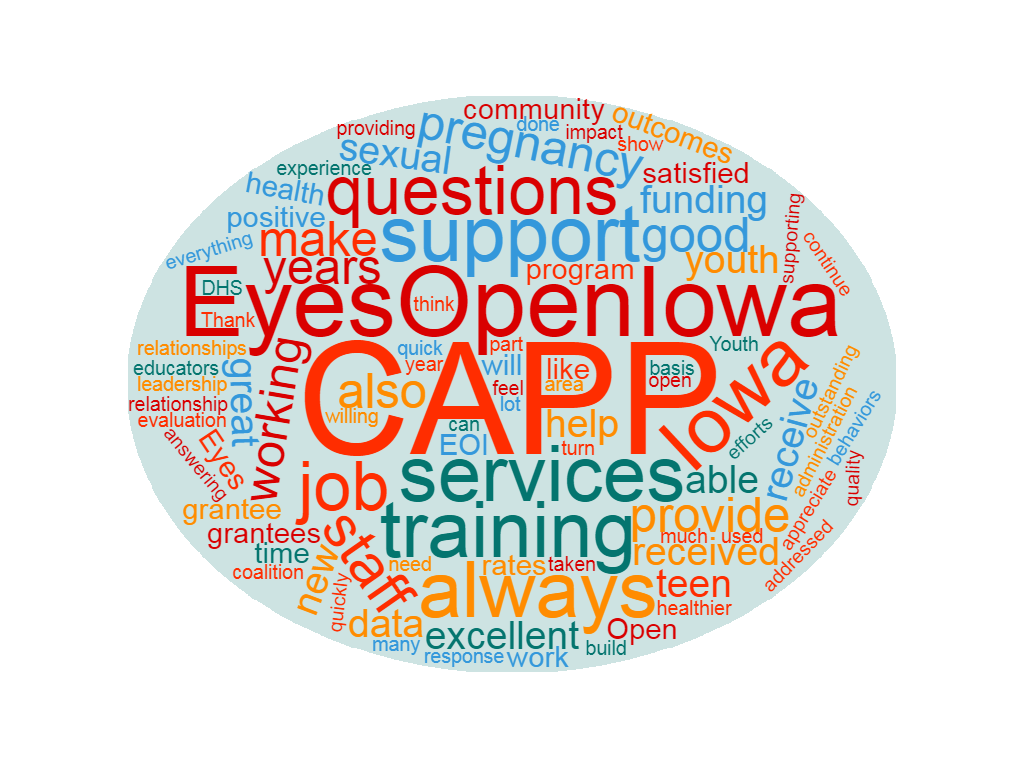 community
outcomes
providing
pregnancy
done
impact
show
sexual
experience
satisfied
health
questions
funding
positive
support
good
supporting
continue
everything
make
years
program
youth
DHS
EyesOpenIowa
think
Thank
relationships
quick
part
Youth
educators
year
will
like
basis
leadership
great
working
also
feel
area
open
CAPP
Iowa
relationship
willing
lot
outstanding
evaluation
can
help
receive
administration
behaviors
answering
Eyes
EOI
turn
efforts
job
services
able
quality
grantee
staff
training
provide
appreciate
grantees
much
used
addressed
time
received
coalition
new
need
rates
taken
teen
quickly
always
healthier
data
excellent
Open
many
response
work
build